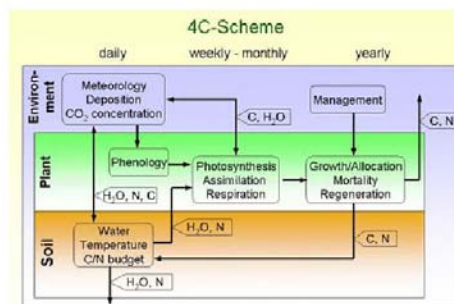 4C-Scheme
daily weekly - monthly yearly
Environ-
ment
Meteorology
Deposition
CO₂ concentration
C, H₂O
Management
C, N
Plant
Phenology
Photosynthesis
Assimilation
Respiration
Growth/Allocation
Mortality
Regeneration
H₂O, N, C
Soil
Water
Temperature
C/N budget
H₂O, N
C, N
H₂O, N